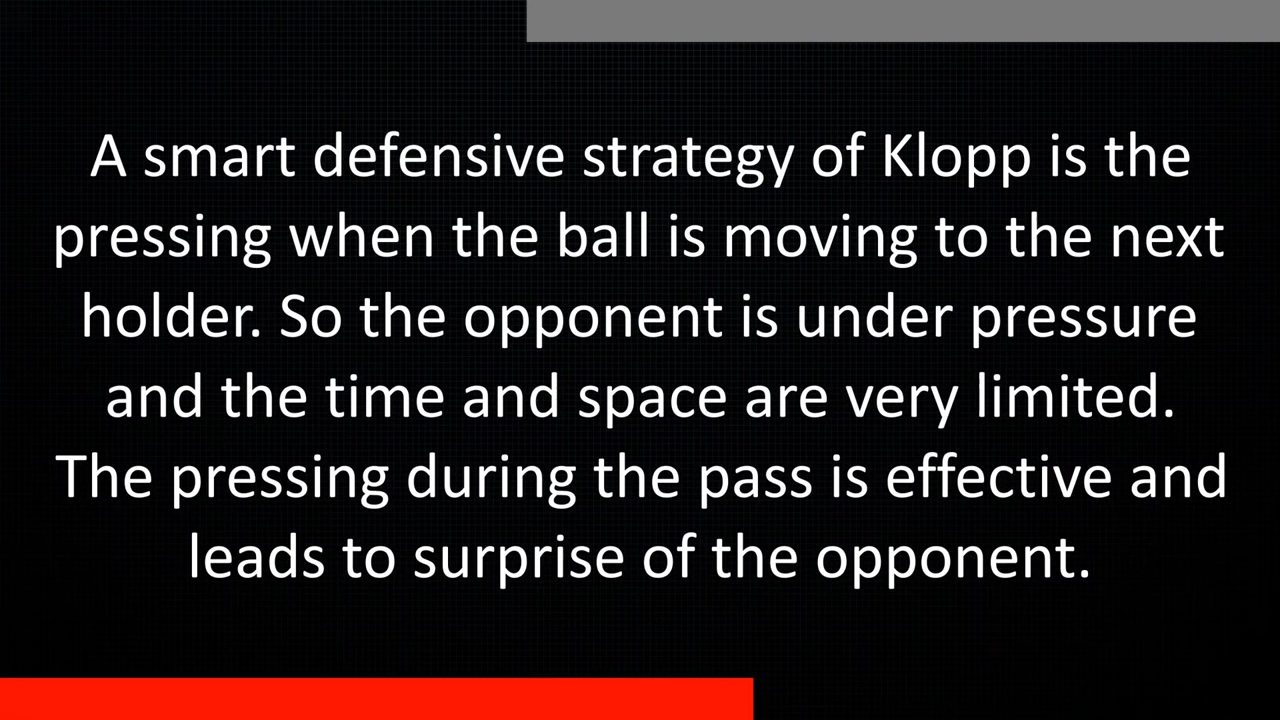 A smart defensive strategy of Klopp is the
pressing when the ball is moving to the next
holder. So the opponent is under pressure
and the time and space are very limited.
The pressing during the pass is effective and
leads to surprise of the opponent.